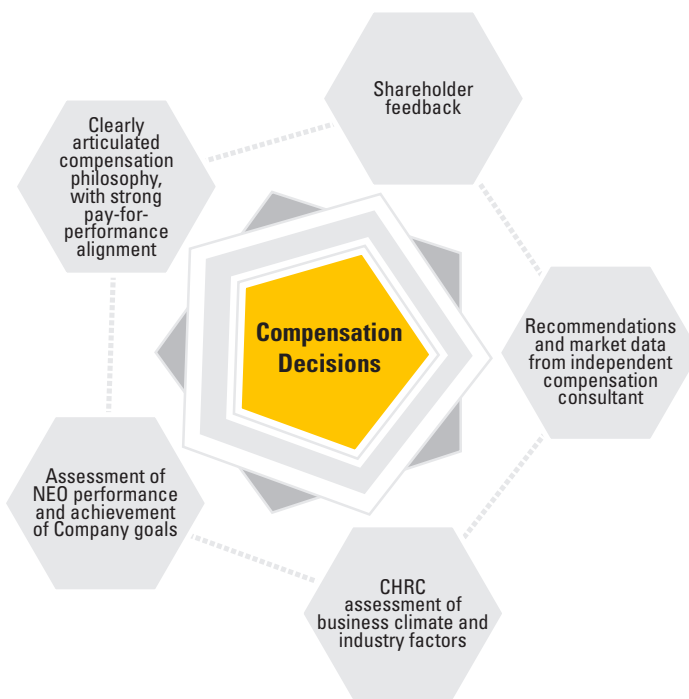 Shareholder
feedback
Clearly
articulated
compensation
philosophy,
with strong
pay-for-
performance
alignment
Compensation
Decisions
Recommendations
and market data
from independent
compensation
consultant
Assessment of
NEO performance
and achievement
of Company goals
CHRC
assessment of
business climate and
industry factors